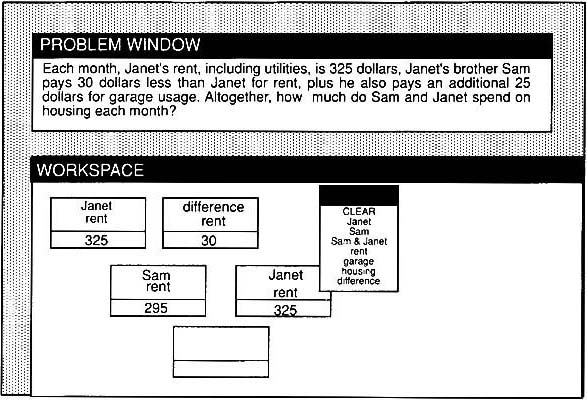 PROBLEM WINDOW
Each month, Janet's rent, including utilities, is 325 dollars, Janet's brother Sam
pays 30 dollars less than Janet for rent, plus he also pays an additional 25
dollars for garage usage. Altogether, how much do Sam and Janet spend on
housing each month?
WORKSPACE
Janet
rent
325
difference
rent
30
CLEAR
Janet
Sam
Sam & Janet
rent
garage
housing
difference
Sam
rent
295
Janet
rent
325